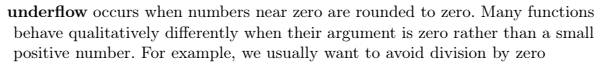 underflow occurs when numbers near zero are rounded to zero. Many functions
behave qualitatively differently when their argument is zero rather than a small
positive number. For example, we usually want to avoid division by zero